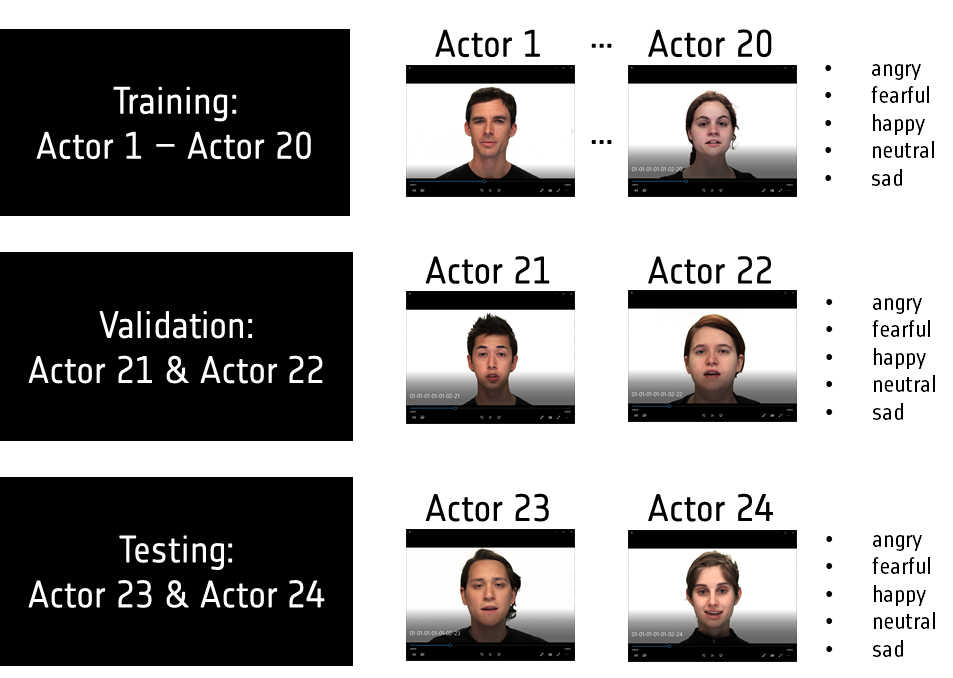 Training:
Actor 1 – Actor 20
Actor 1 ... Actor 20
...
01-01-01-01-01-02-20
• angry
• fearful
• happy
• neutral
• sad
Validation:
Actor 21 & Actor 22
Actor 21
Actor 22
01-01-01-01-01-02-21
01-01-01-01-01-02-22
• angry
• fearful
• happy
• neutral
• sad
Testing:
Actor 23 & Actor 24
Actor 23
Actor 24
01-01-01-01-01-02-23
01-01-01-01-01-02-24
• angry
• fearful
• happy
• neutral
• sad